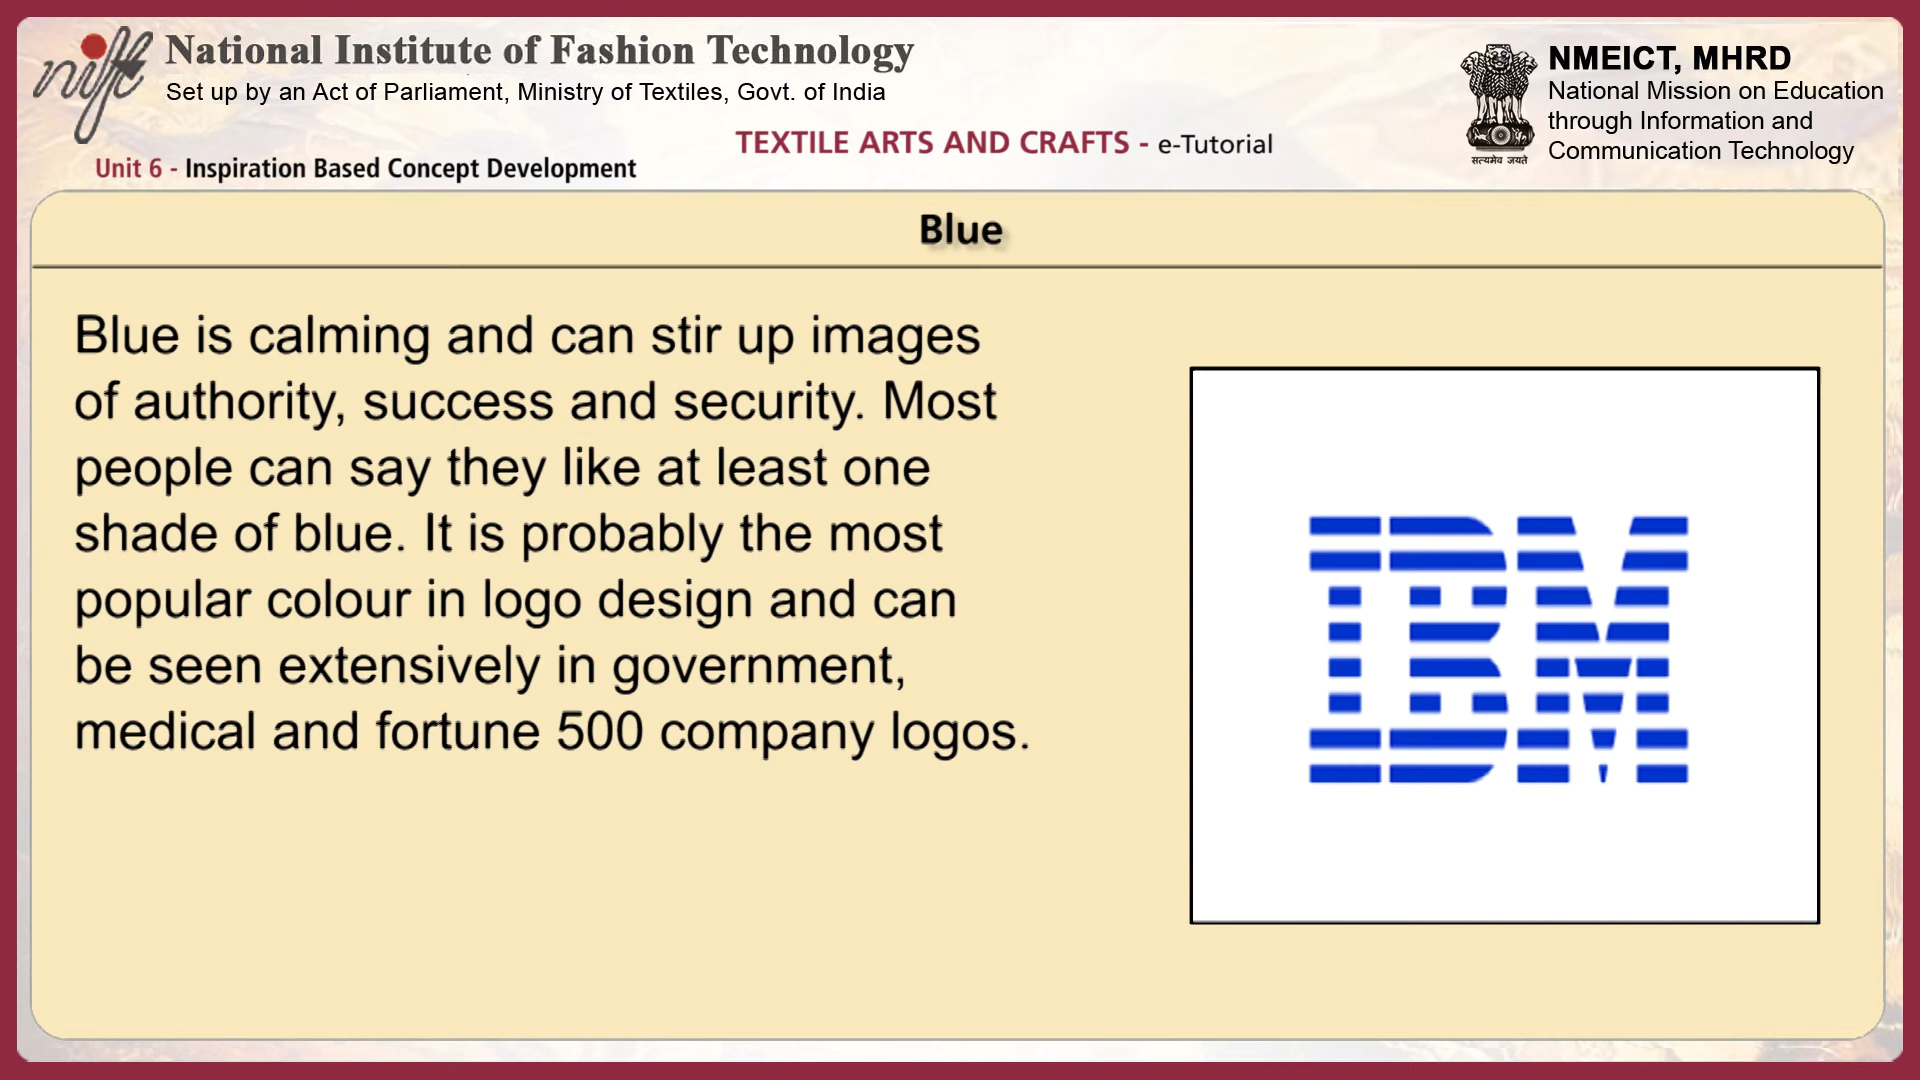 nift
National Institute of Fashion Technology
Set up by an Act of Parliament, Ministry of Textiles, Govt. of India
NMEICT, MHRD
National Mission on Education
through Information and
Communication Technology
सत्यमेव जयते
TEXTILE ARTS AND CRAFTS - e-Tutorial
Unit 6 - Inspiration Based Concept Development
Blue
Blue is calming and can stir up images
of authority, success and security. Most
people can say they like at least one
shade of blue. It is probably the most
popular colour in logo design and can
be seen extensively in government,
medical and fortune 500 company logos.
IBM